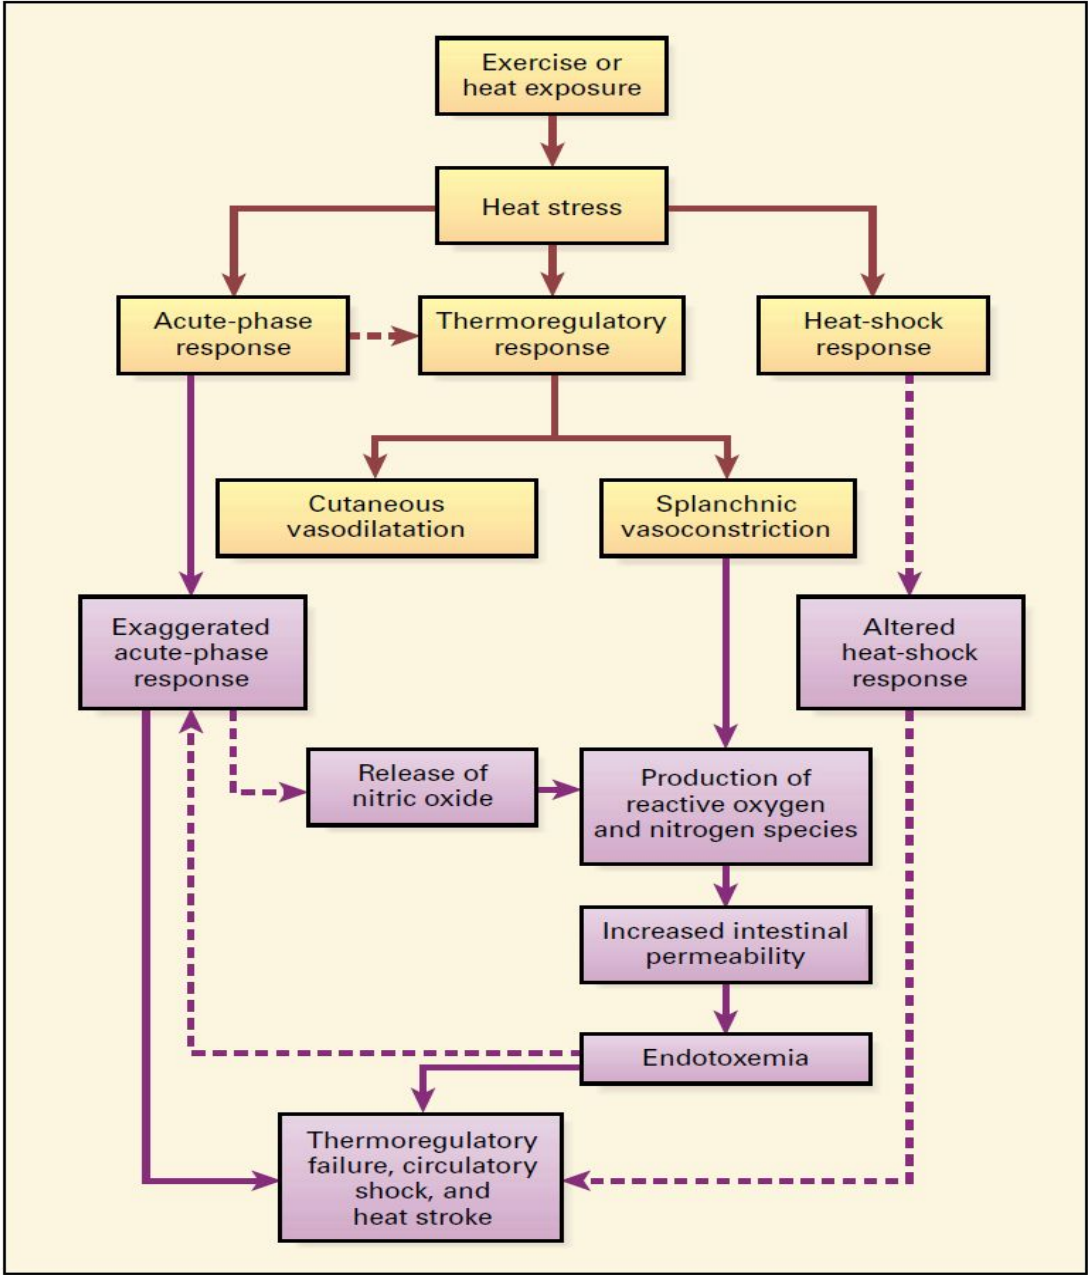 Exercise or
heat exposure
Heat stress
Acute-phase
response
Thermoregulatory
response
Heat-shock
response
Cutaneous
vasodilatation
Splanchnic
vasoconstriction
Exaggerated
acute-phase
response
Altered
heat-shock
response
Release of
nitric oxide
Production of
reactive oxygen
and nitrogen species
Increased intestinal
permeability
Endotoxemia
Thermoregulatory
failure, circulatory
shock, and
heat stroke